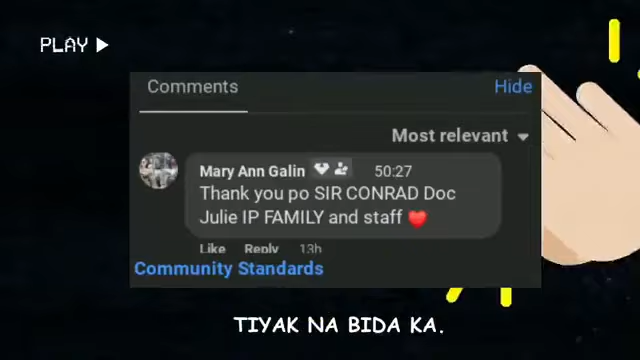 PLAY
Comments
Hide
Most relevant
Mary Ann Galin 50:27
Thank you po SIR CONRAD Doc
Julie IP FAMILY and staff ❤️
Like Reply 13h
Community Standards
TIYAK NA BIDA KA.